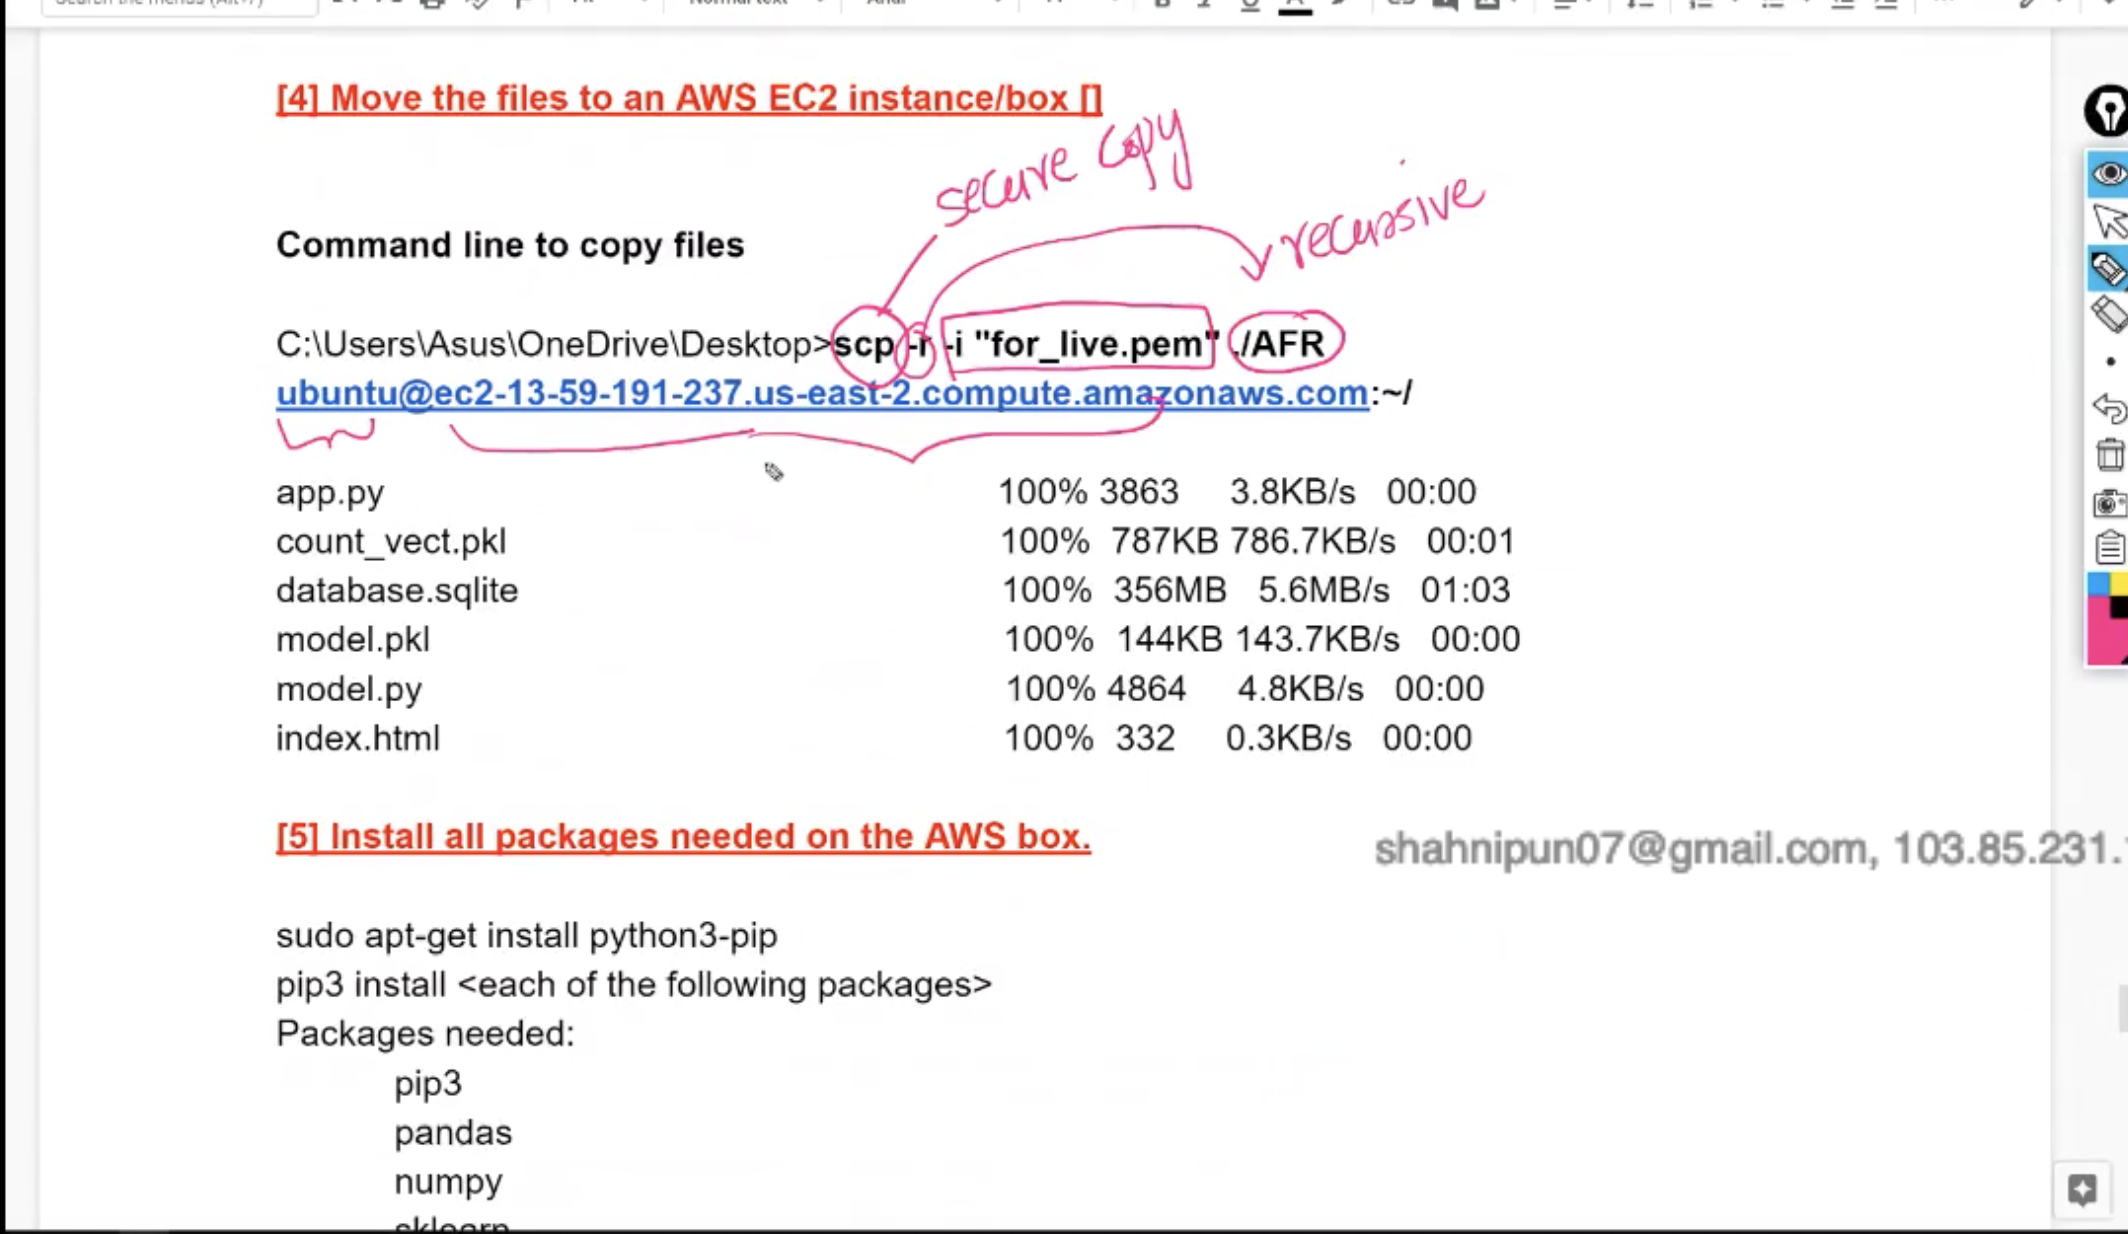 Normal text
[4] Move the files to an AWS EC2 instance/box []
secure copy
recursive
Command line to copy files
C:\Users\Asus\OneDrive\Desktop>scp -r -i "for_live.pem" ./AFR
ubuntu@ec2-13-59-191-237.us-east-2.compute.amazonaws.com:~/
app.py 100% 3863 3.8KB/s 00:00
count_vect.pkl 100% 787KB 786.7KB/s 00:01
database.sqlite 100% 356MB 5.6MB/s 01:03
model.pkl 100% 144KB 143.7KB/s 00:00
model.py 100% 4864 4.8KB/s 00:00
index.html 100% 332 0.3KB/s 00:00
[5] Install all packages needed on the AWS box.
shahnipun07@gmail.com, 103.85.231.
sudo apt-get install python3-pip
pip3 install <each of the following packages>
Packages needed:
pip3
pandas
numpy
sklearn